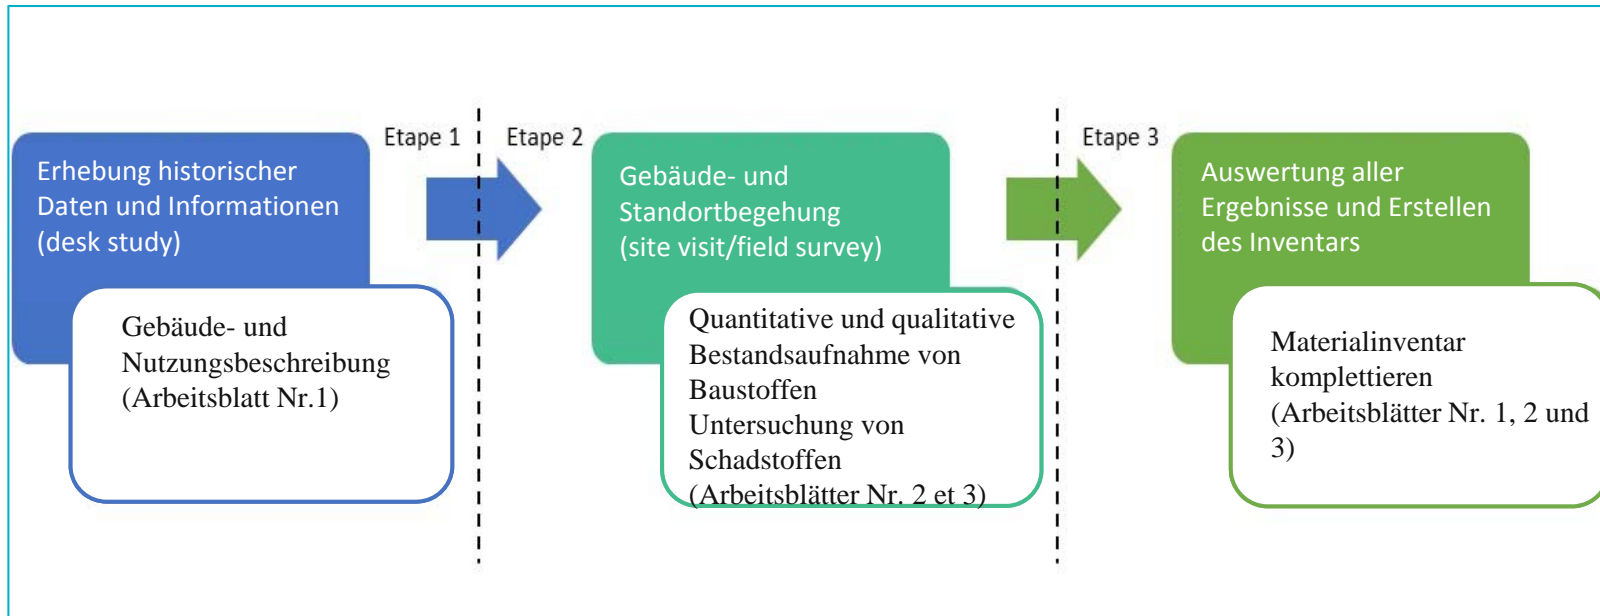 Etape 1
Erhebung historischer
Daten und Informationen
(desk study)
Gebäude- und
Nutzungsbeschreibung
(Arbeitsblatt Nr.1)
Etape 2
Gebäude- und
Standortbegehung
(site visit/field survey)
Quantitative und qualitative
Bestandsaufnahme von
Baustoffen
Untersuchung von
Schadstoffen
(Arbeitsblätter Nr. 2 et 3)
Etape 3
Auswertung aller
Ergebnisse und Erstellen
des Inventars
Materialinventar
komplettieren
(Arbeitsblätter Nr. 1, 2 und
3)